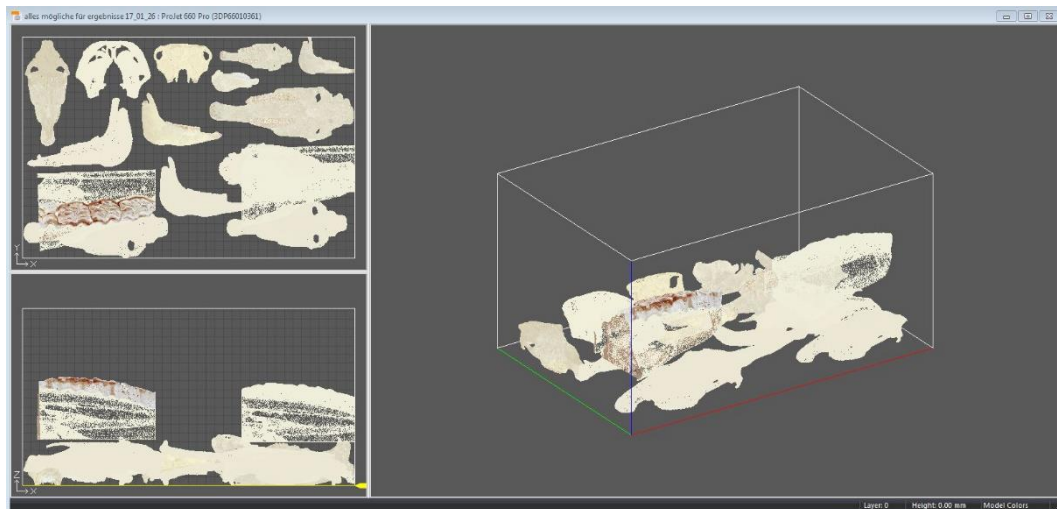 alles mögliche für ergebnisse 17_01_26 : ProJet 660 Pro (3DP66010361)
Y
X
Z
X
Layer: 0 Height: 0.00 mm Model Colors